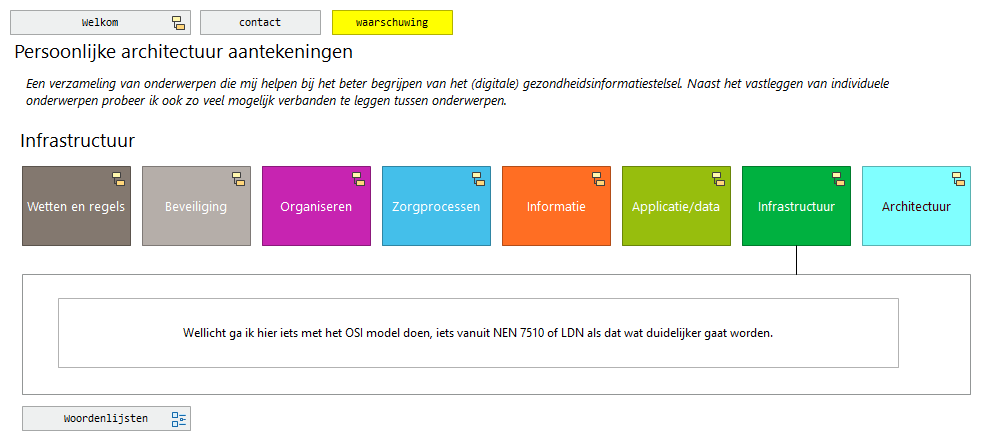 Welkom
contact
waarschuwing
Persoonlijke architectuur aantekeningen
Een verzameling van onderwerpen die mij helpen bij het beter begrijpen van het (digitale) gezondheidsinformatiestelsel. Naast het vastleggen van individuele
onderwerpen probeer ik ook zo veel mogelijk verbanden te leggen tussen onderwerpen.
Infrastructuur
Wetten en regels
Beveiliging
Organiseren
Zorgprocessen
Informatie
Applicatie/data
Infrastructuur
Architectuur
Wellicht ga ik hier iets met het OSI model doen, iets vanuit NEN 7510 of LDN als dat wat duidelijker gaat worden.
Woordenlijsten